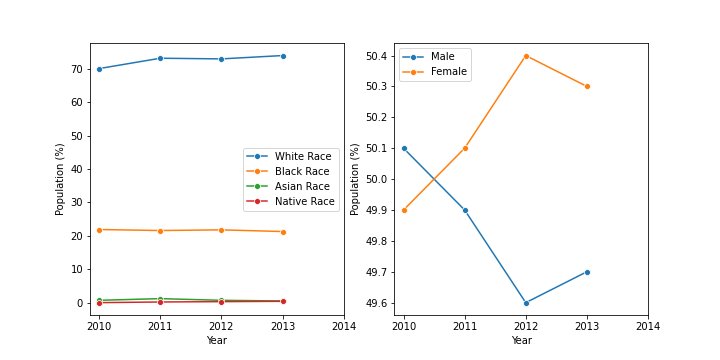 Population (%)
70
60
50
40
30
20
10
0
White Race
Black Race
Asian Race
Native Race
2010 2011 2012 2013 2014
Year
Population (%)
50.4
50.3
50.2
50.1
50.0
49.9
49.8
49.7
49.6
Male
Female
2010 2011 2012 2013 2014
Year